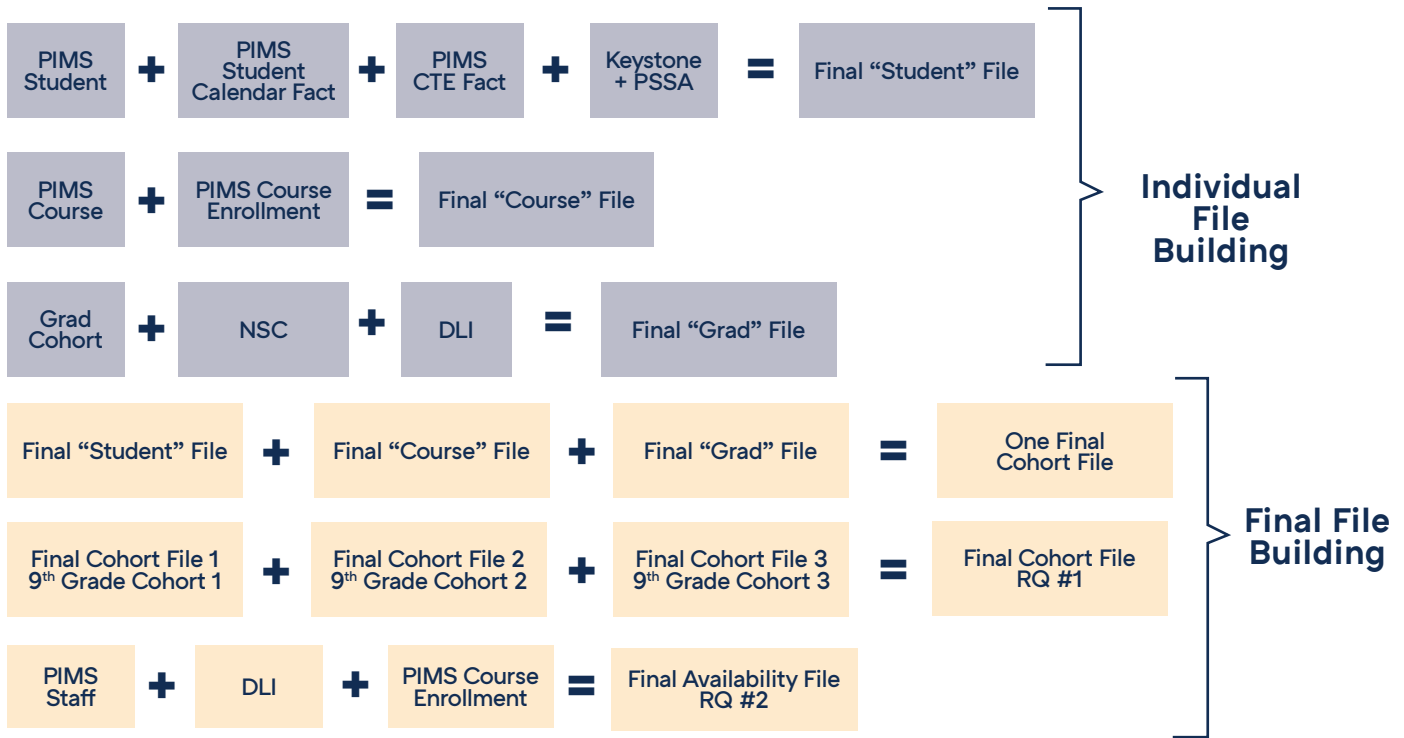 PIMS
Student
+
PIMS
Student
Calendar Fact
+
PIMS
CTE Fact
+
Keystone
+ PSSA
=
Final “Student” File
PIMS
Course
+
PIMS Course
Enrollment
=
Final “Course” File
Grad
Cohort
+
NSC
+
DLI
=
Final “Grad” File
Individual
File
Building
Final “Student” File
+
Final “Course” File
+
Final “Grad” File
=
One Final
Cohort File
Final Cohort File 1
9th Grade Cohort 1
+
Final Cohort File 2
9th Grade Cohort 2
+
Final Cohort File 3
9th Grade Cohort 3
=
Final Cohort File
RQ #1
PIMS
Staff
+
DLI
+
PIMS Course
Enrollment
=
Final Availability File
RQ #2
Final File
Building